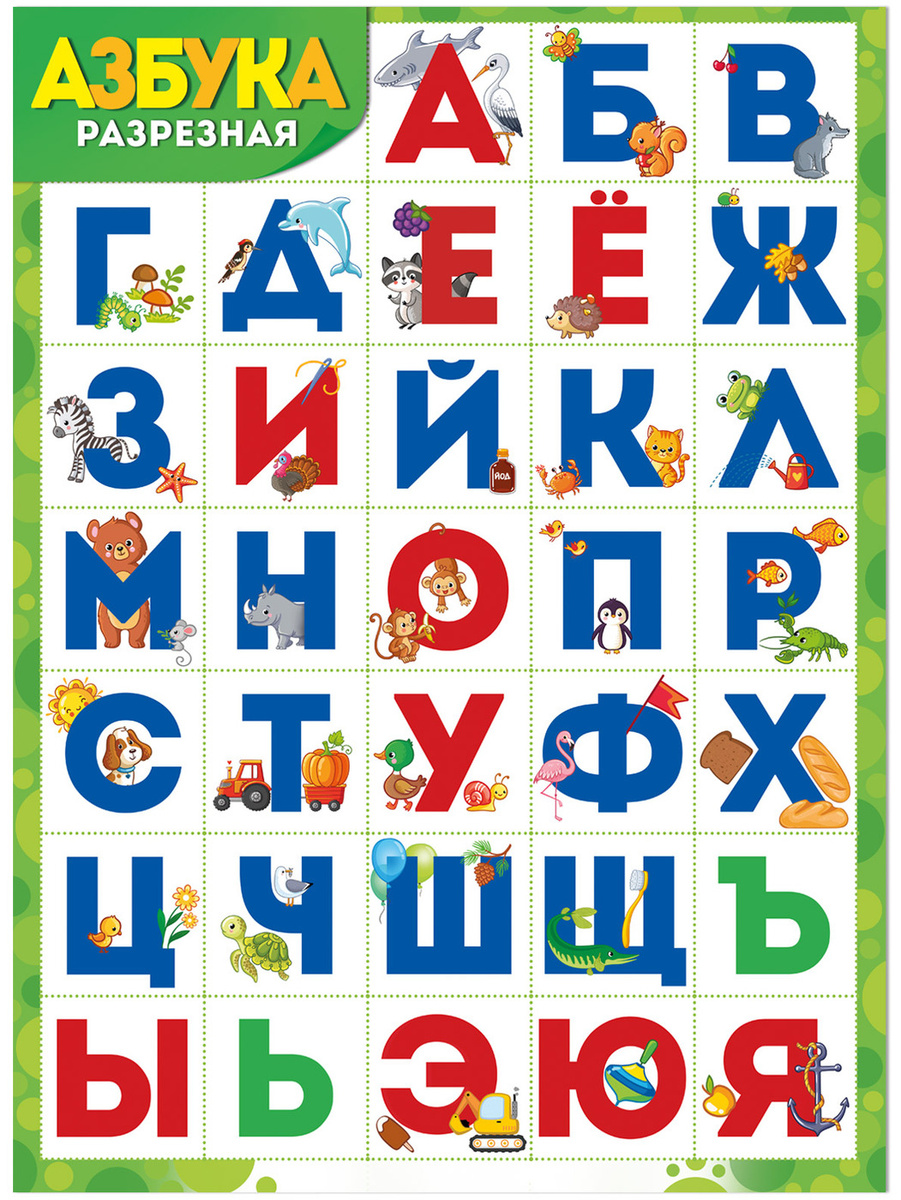 АЗБУКА
РАЗРЕЗНАЯ
А Б В
Г Д Е Ё Ж
З И Й К Л
ЙОД
М Н О П Р
С Т У Ф Х
Ц Ч Ш Щ Ъ
Ы Ь Э Ю Я